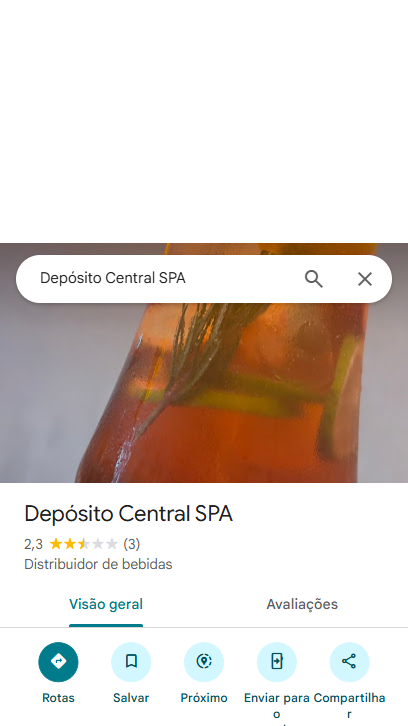 Depósito Central SPA
Depósito Central SPA
2,3 (3)
Distribuidor de bebidas
Visão geral Avaliações
Rotas Salvar Próximo Enviar para o Compartilhar